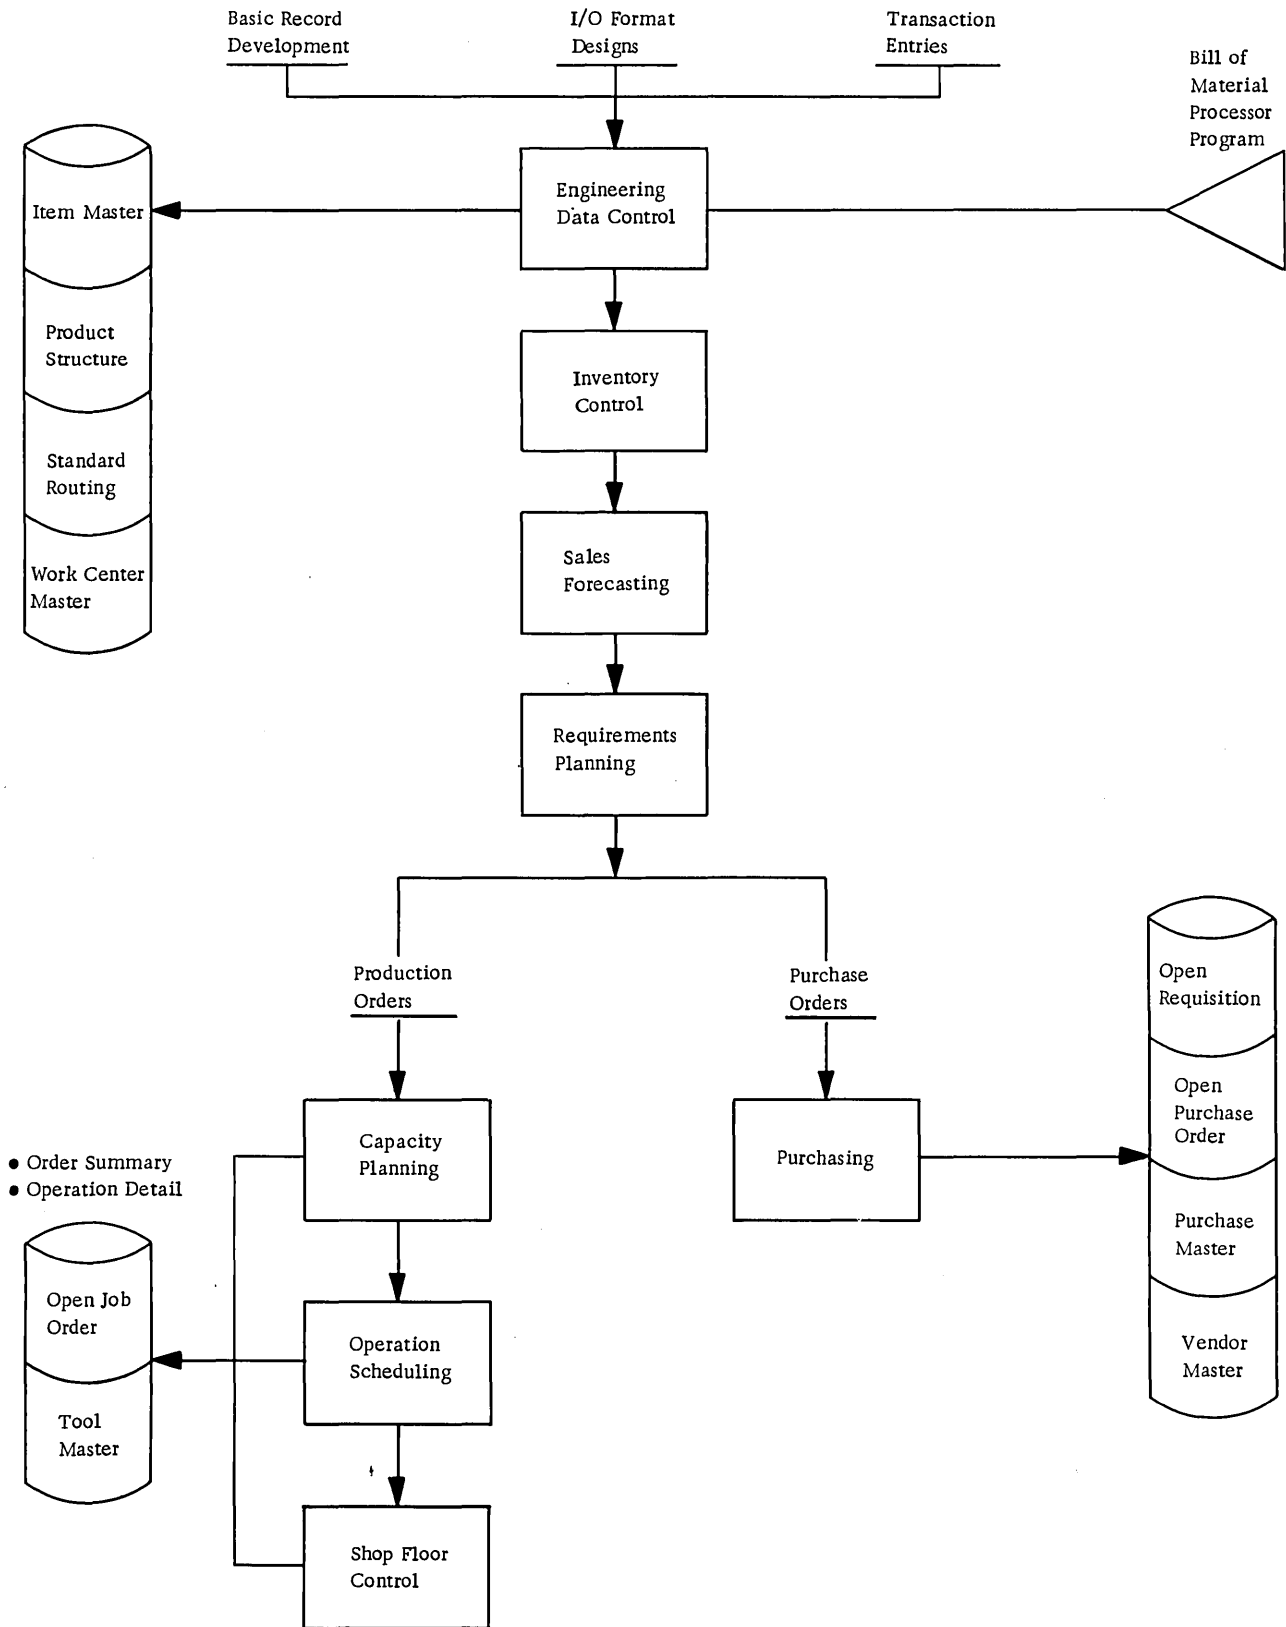 Basic Record
Development
I/O Format
Designs
Transaction
Entries
Bill of
Material
Processor
Program
Item Master
Product
Structure
Standard
Routing
Work Center
Master
Engineering
Data Control
Inventory
Control
Sales
Forecasting
Requirements
Planning
Production
Orders
Purchase
Orders
Open
Requisition
Open
Purchase
Order
Purchase
Master
Vendor
Master
Capacity
Planning
Purchasing
• Order Summary
• Operation Detail
Open Job
Order
Tool
Master
Operation
Scheduling
Shop Floor
Control